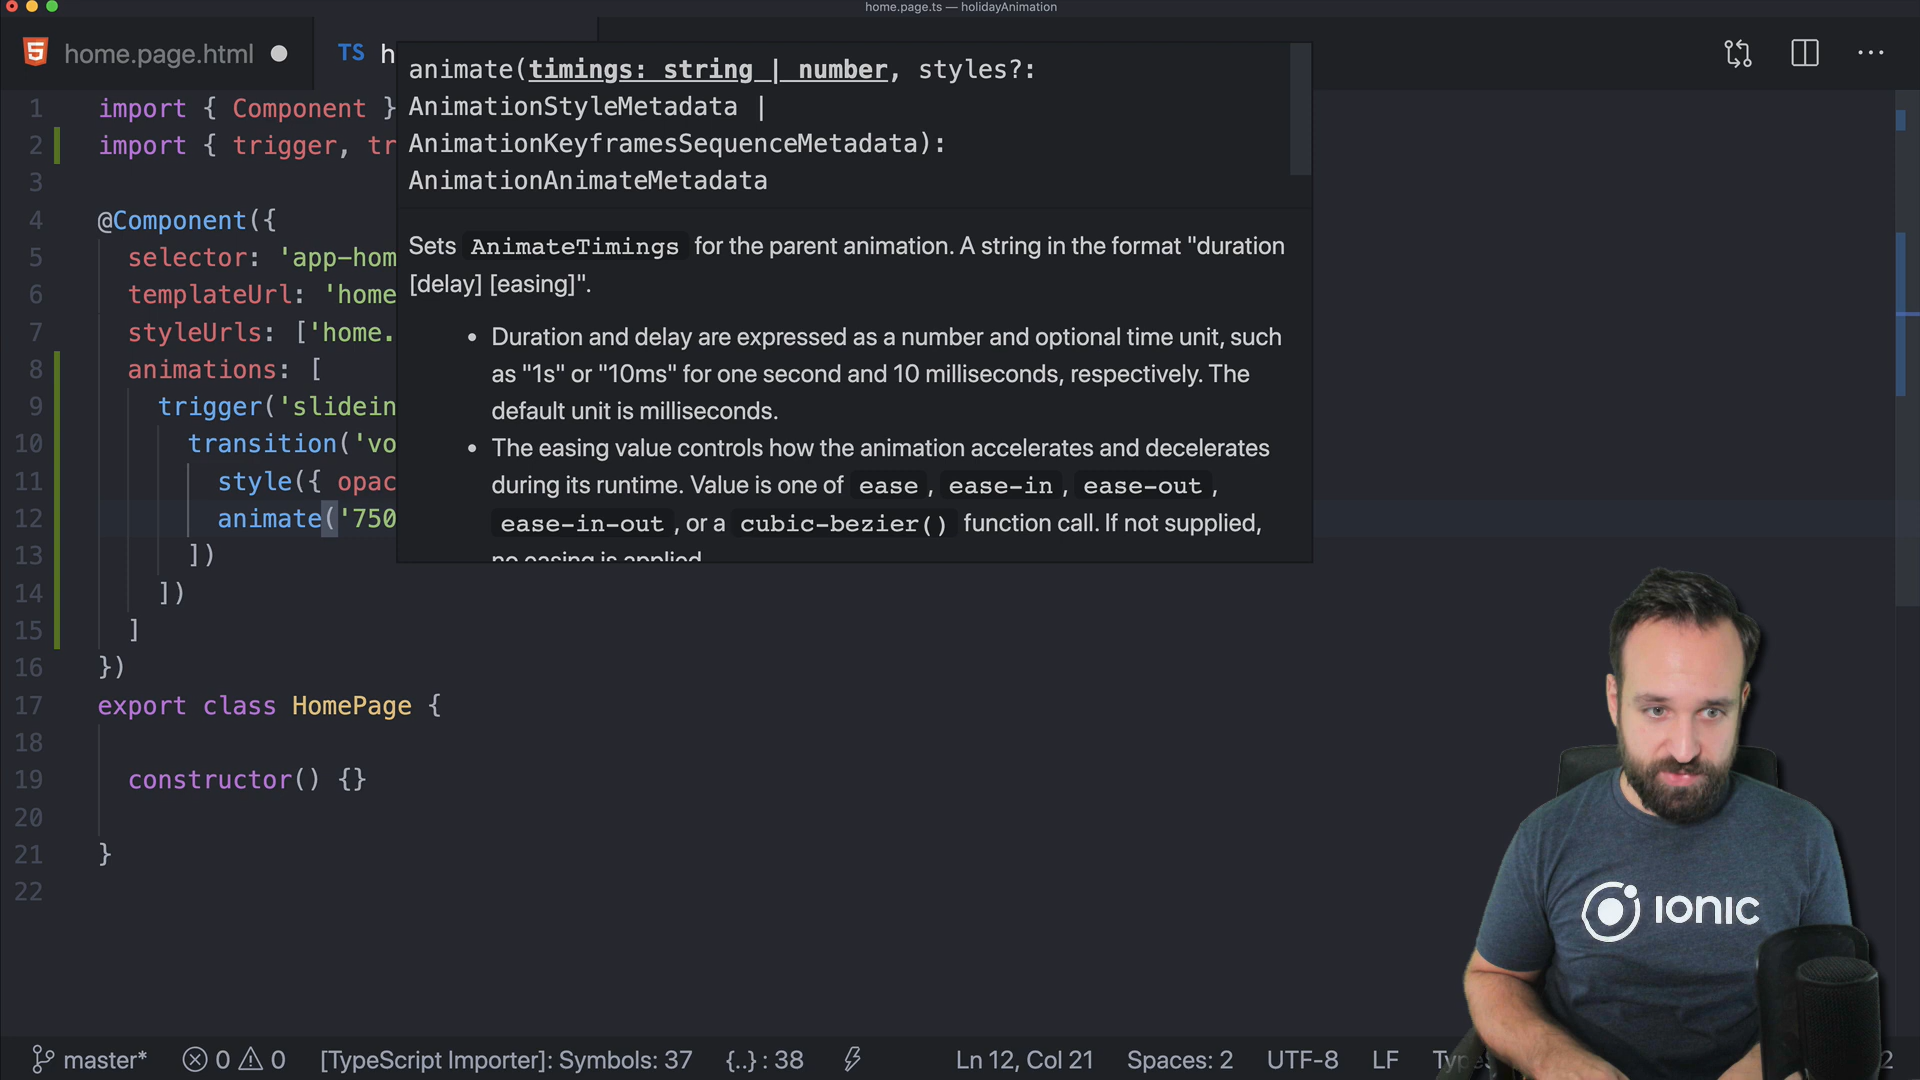 home.page.ts — holidayAnimation
home.page.html
TS h
animate(timings: string | number, styles?:
AnimationStyleMetadata |
AnimationKeyframesSequenceMetadata):
AnimationAnimateMetadata
Sets AnimateTimings for the parent animation. A string in the format "duration
[delay] [easing]".
• Duration and delay are expressed as a number and optional time unit, such
as "1s" or "10ms" for one second and 10 milliseconds, respectively. The
default unit is milliseconds.
• The easing value controls how the animation accelerates and decelerates
during its runtime. Value is one of ease, ease-in, ease-out,
ease-in-out, or a cubic-bezier() function call. If not supplied,
no easing is applied
1 import { Component }
2 import { trigger, tr
3
4 @Component({
5 selector: 'app-hom
6 templateUrl: 'home
7 styleUrls: ['home.
8 animations: [
9 trigger('slidein
10 transition('vo
11 style({ opac
12 animate('750
13 ])
14 ])
15 ]
16 })
17 export class HomePage {
18
19 constructor() {}
20
21 }
22
IONIC
master* 0 0 [TypeScript Importer]: Symbols: 37 {..} : 38 Ln 12, Col 21 Spaces: 2 UTF-8 LF Type 2